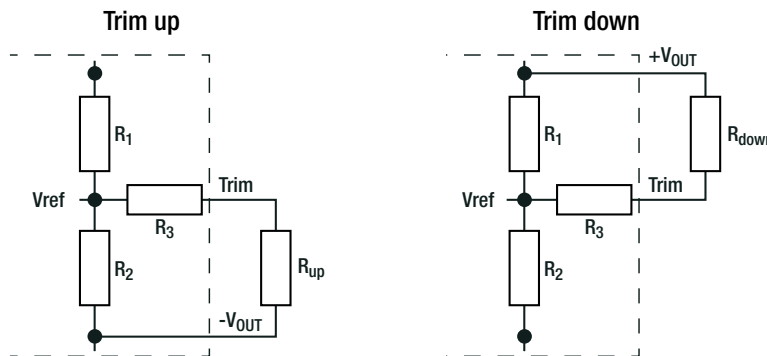 Trim up
R1
Vref
Trim
R3
R2
Rup
-VOUT
Trim down
+VOUT
R1
Rdown
Vref
Trim
R3
R2